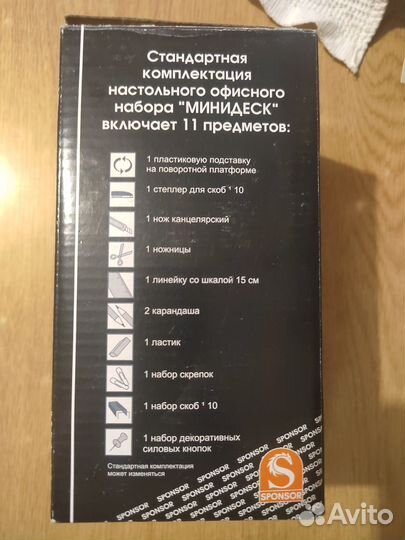 Стандартная
комплектация
настольного офисного
набора "МИНИДЕСК"
включает 11 предметов:
1 пластиковую подставку
на поворотной платформе
1 степлер для скоб ¹ 10
1 нож канцелярский
1 ножницы
1 линейку со шкалой 15 см
2 карандаша
1 ластик
1 набор скрепок
1 набор скоб ¹ 10
1 набор декоративных
силовых кнопок
Стандартная комплектация
может изменяться
SPONSOR SPONSOR SPONSOR SPONSOR
SPONSOR
Avito